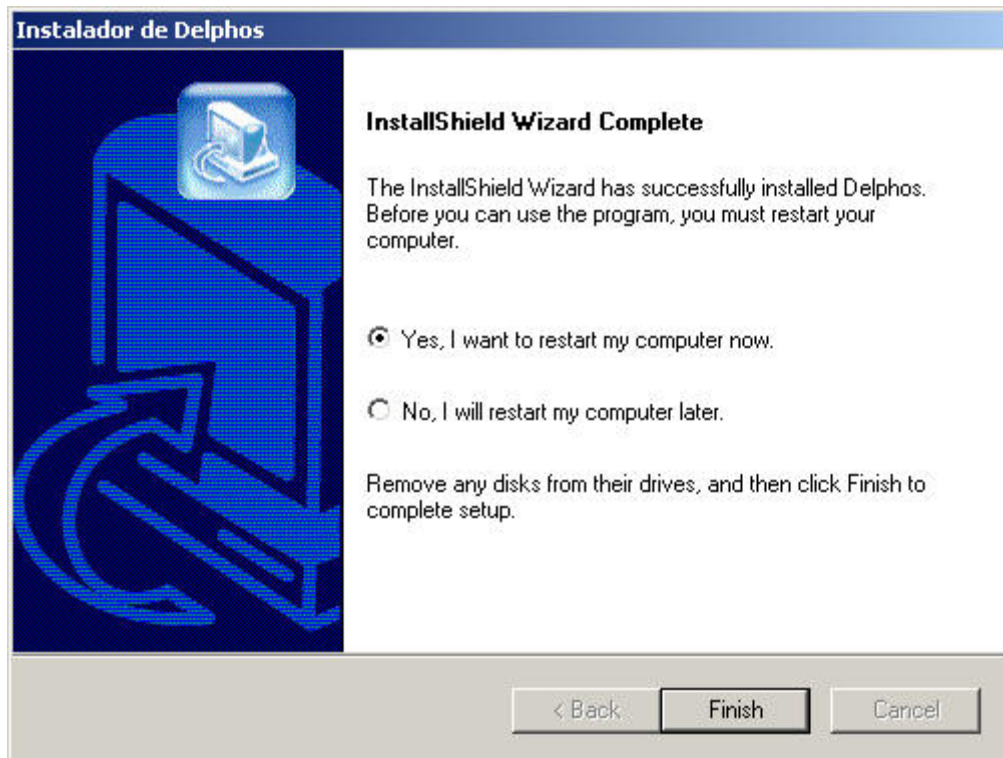 Instalador de Delphos
InstallShield Wizard Complete
The InstallShield Wizard has successfully installed Delphos.
Before you can use the program, you must restart your
computer.
Yes, I want to restart my computer now.
No, I will restart my computer later.
Remove any disks from their drives, and then click Finish to
complete setup.
< Back
Finish
Cancel